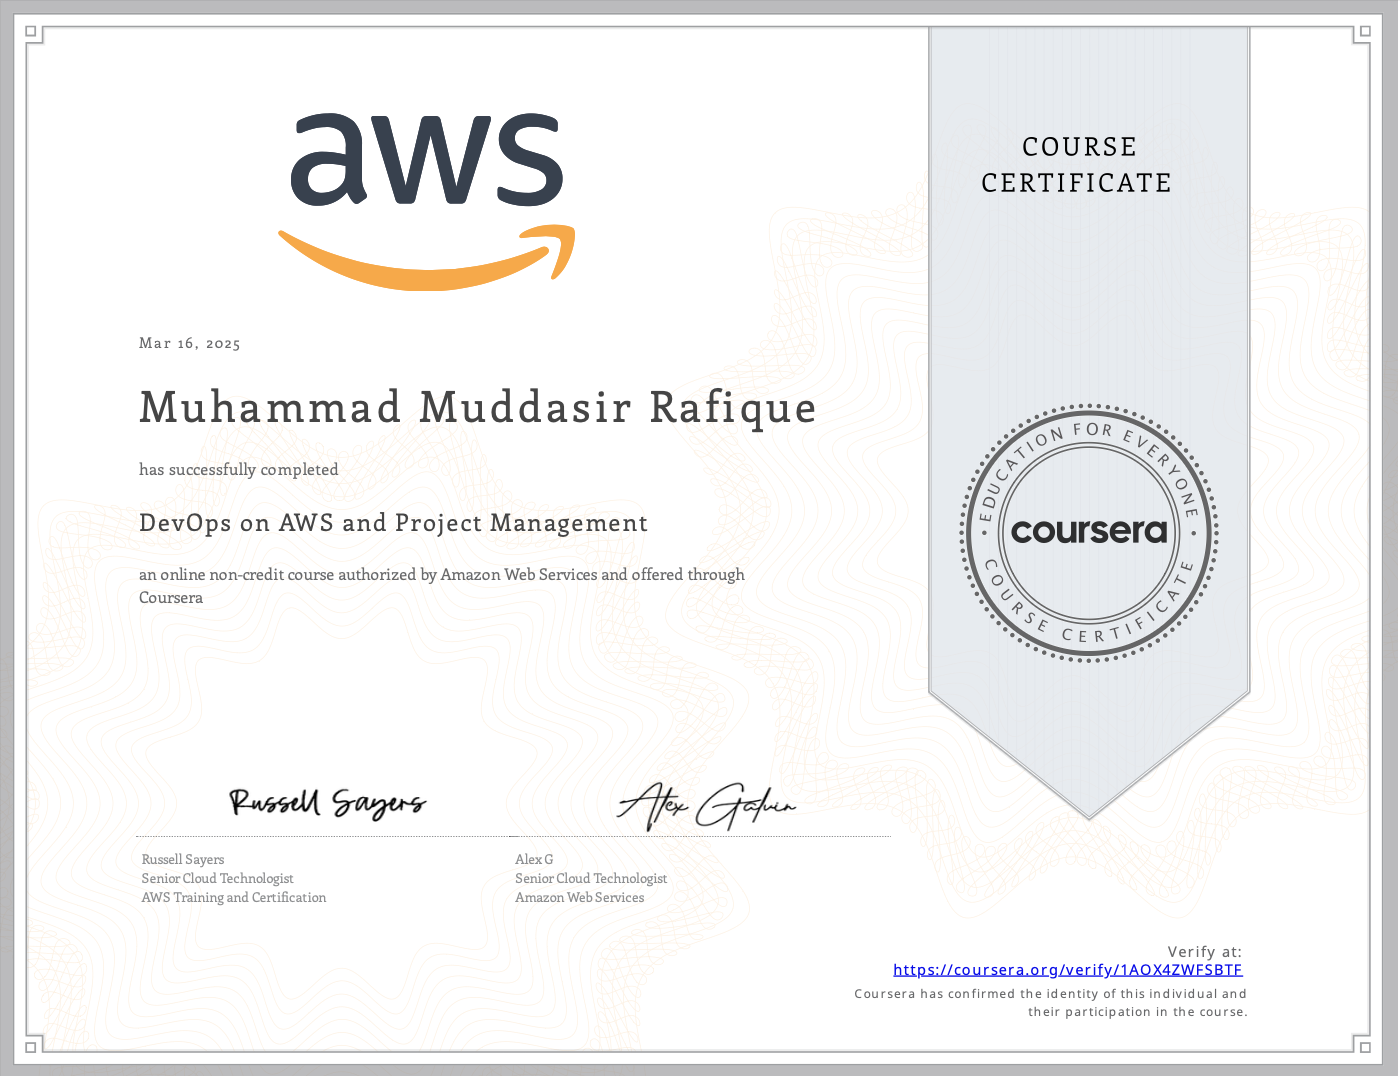 aws
COURSE
CERTIFICATE
Mar 16, 2025
Muhammad Muddasir Rafique
has successfully completed
DevOps on AWS and Project Management
an online non-credit course authorized by Amazon Web Services and offered through
Coursera
EDUCATION FOR EVERYONE
coursera
COURSE CERTIFICATE
Russell Sayers
Alex Galvin
Russell Sayers
Senior Cloud Technologist
AWS Training and Certification
Alex G
Senior Cloud Technologist
Amazon Web Services
Verify at:
https://coursera.org/verify/1AOX4ZWFSBTF
Coursera has confirmed the identity of this individual and
their participation in the course.